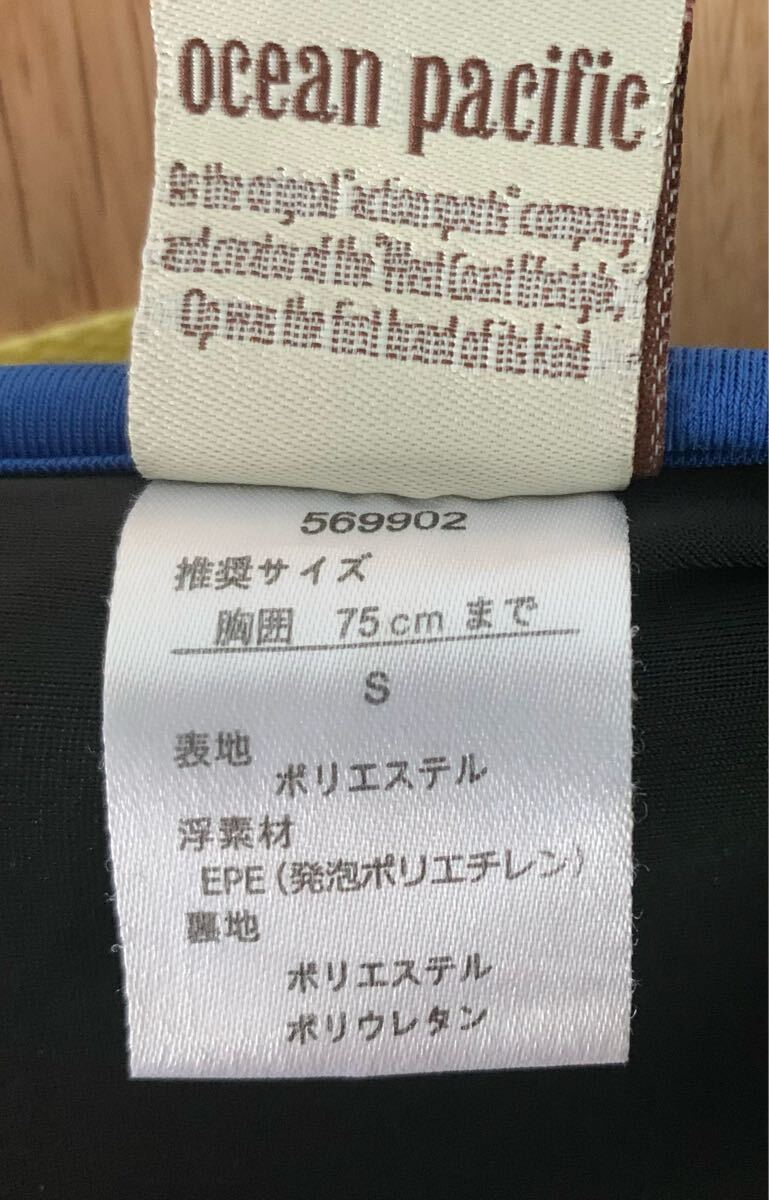 ocean pacific
As the original "action sports" company,
and creator of the "West Coast lifestyle,"
Op was the first brand of its kind
569902
推奨サイズ
胸囲 75cm まで
S
表地
ポリエステル
浮素材
EPE(発泡ポリエチレン)
裏地
ポリエステル
ポリウレタン